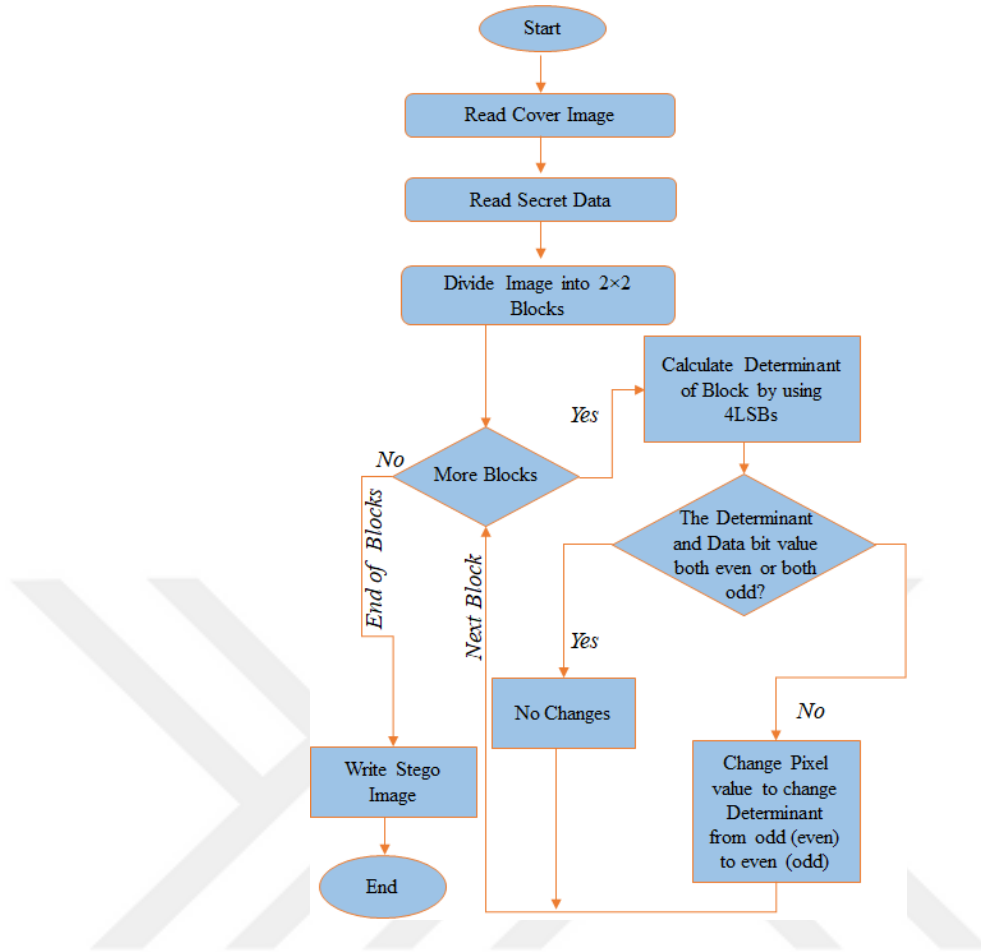 Start
Read Cover Image
Read Secret Data
Divide Image into 2×2
Blocks
Calculate Determinant
of Block by using
4LSBs
Yes
No
More Blocks
The Determinant
and Data bit value
both even or both
odd?
End of Blocks
Next Block
Yes
No Changes
No
Write Stego
Image
Change Pixel
value to change
Determinant
from odd (even)
to even (odd)
End